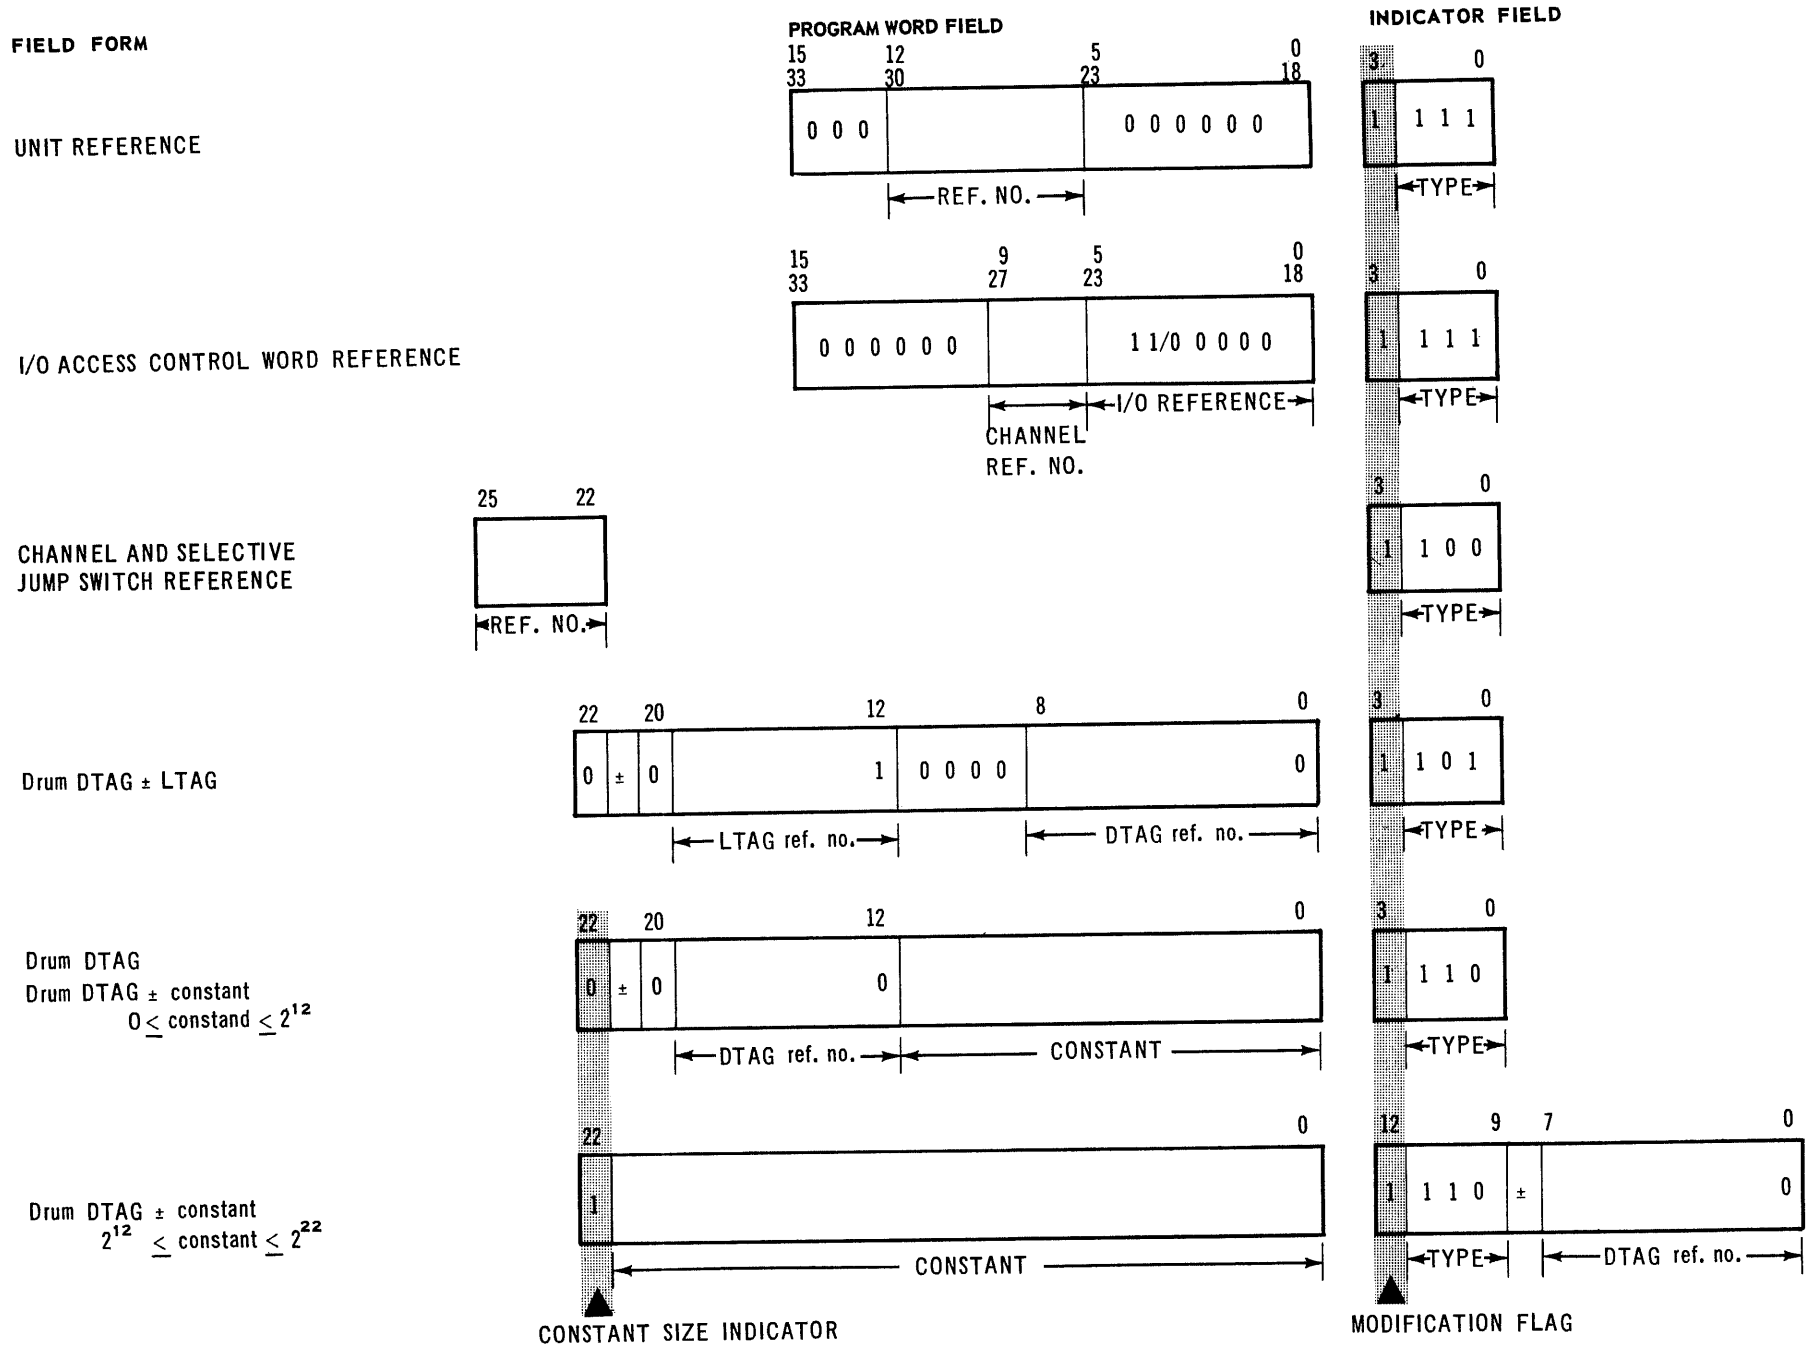 FIELD FORM
PROGRAM WORD FIELD
INDICATOR FIELD
15 12 5 0
33 30 23 18
3 0
UNIT REFERENCE
0 0 0
0 0 0 0 0 0
1 1 1 1
REF. NO.
TYPE
15 9 5 0
33 27 23 18
3 0
I/O ACCESS CONTROL WORD REFERENCE
0 0 0 0 0 0
1 1/0 0 0 0 0
1 1 1 1
I/O REFERENCE
TYPE
CHANNEL
REF. NO.
25 22
3 0
CHANNEL AND SELECTIVE
JUMP SWITCH REFERENCE
1 1 0 0
REF. NO.
TYPE
22 20 12 8 0
3 0
Drum DTAG ± LTAG
0 ± 0 1 0 0 0 0 0
1 1 0 1
LTAG ref. no.
DTAG ref. no.
TYPE
22 20 12 0
3 0
Drum DTAG
Drum DTAG ± constant
0 ≤ constand ≤ 2¹²
0 ± 0 0
1 1 1 0
DTAG ref. no.
CONSTANT
TYPE
22 0
12 9 7 0
Drum DTAG ± constant
2¹² ≤ constant ≤ 2²²
1
1 1 1 0 ± 0
CONSTANT
TYPE
DTAG ref. no.
CONSTANT SIZE INDICATOR
MODIFICATION FLAG